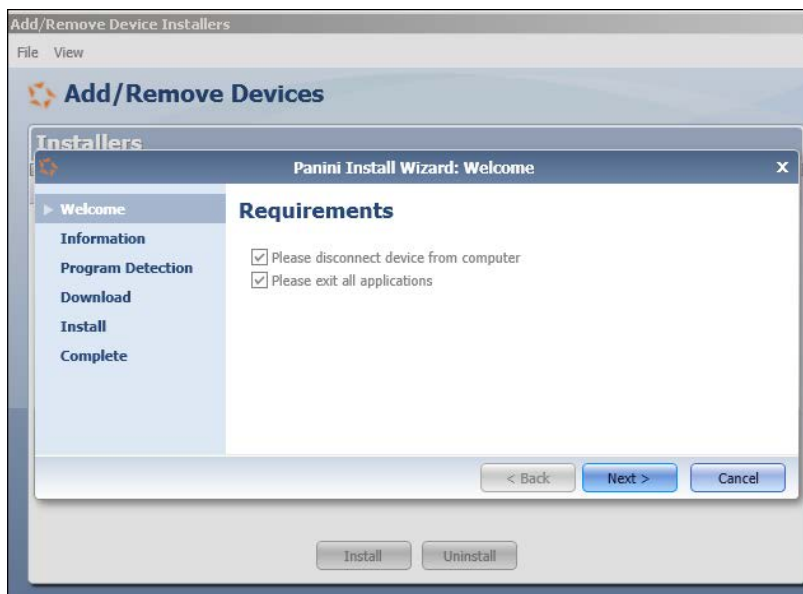 Add/Remove Device Installers
File View
Add/Remove Devices
Installers
Panini Install Wizard: Welcome X
Welcome
Information
Program Detection
Download
Install
Complete
Requirements
Please disconnect device from computer
Please exit all applications
< Back Next > Cancel
Install Uninstall